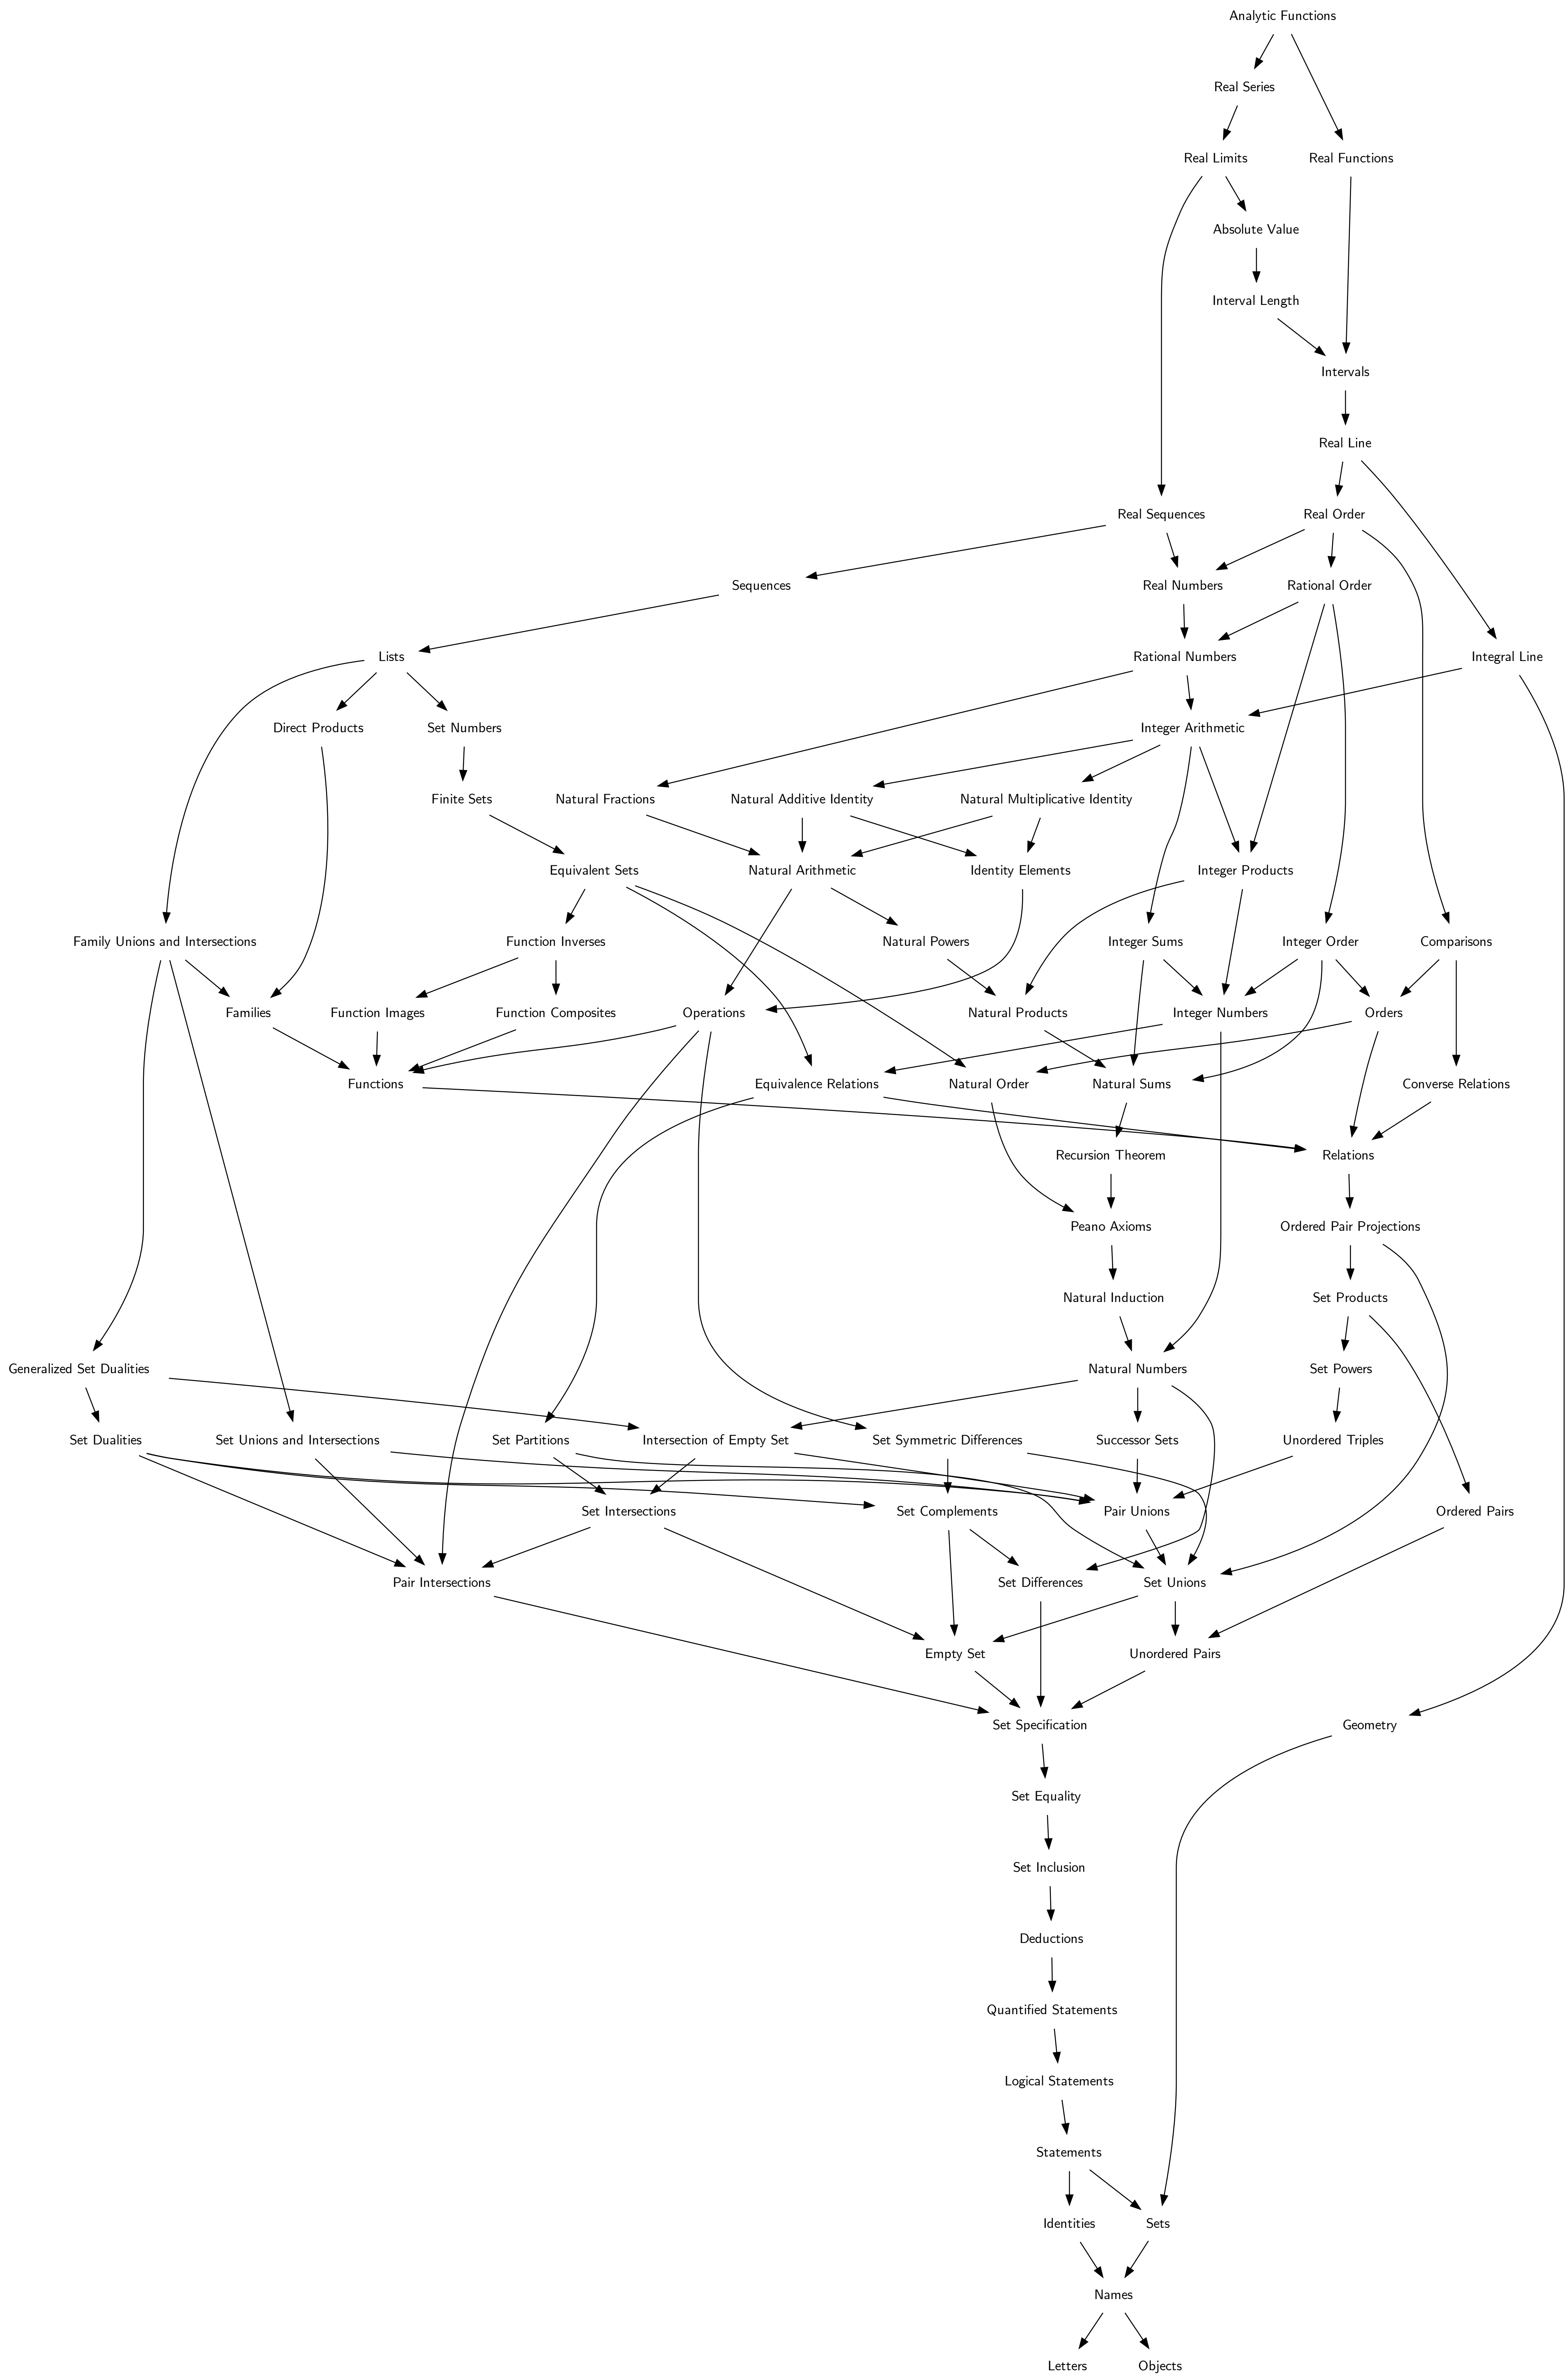 Analytic Functions
Real Series
Real Limits
Real Functions
Absolute Value
Interval Length
Intervals
Real Line
Real Sequences
Real Order
Sequences
Real Numbers
Rational Order
Lists
Rational Numbers
Integral Line
Direct Products
Set Numbers
Integer Arithmetic
Finite Sets
Natural Fractions
Natural Additive Identity
Natural Multiplicative Identity
Equivalent Sets
Natural Arithmetic
Identity Elements
Integer Products
Family Unions and Intersections
Function Inverses
Natural Powers
Integer Sums
Integer Order
Comparisons
Families
Function Images
Function Composites
Operations
Natural Products
Integer Numbers
Orders
Functions
Equivalence Relations
Natural Order
Natural Sums
Converse Relations
Recursion Theorem
Relations
Peano Axioms
Ordered Pair Projections
Natural Induction
Set Products
Generalized Set Dualities
Natural Numbers
Set Powers
Set Dualities
Set Unions and Intersections
Set Partitions
Intersection of Empty Set
Set Symmetric Differences
Successor Sets
Unordered Triples
Set Intersections
Set Complements
Pair Unions
Ordered Pairs
Pair Intersections
Set Differences
Set Unions
Empty Set
Unordered Pairs
Set Specification
Geometry
Set Equality
Set Inclusion
Deductions
Quantified Statements
Logical Statements
Statements
Identities
Sets
Names
Letters
Objects